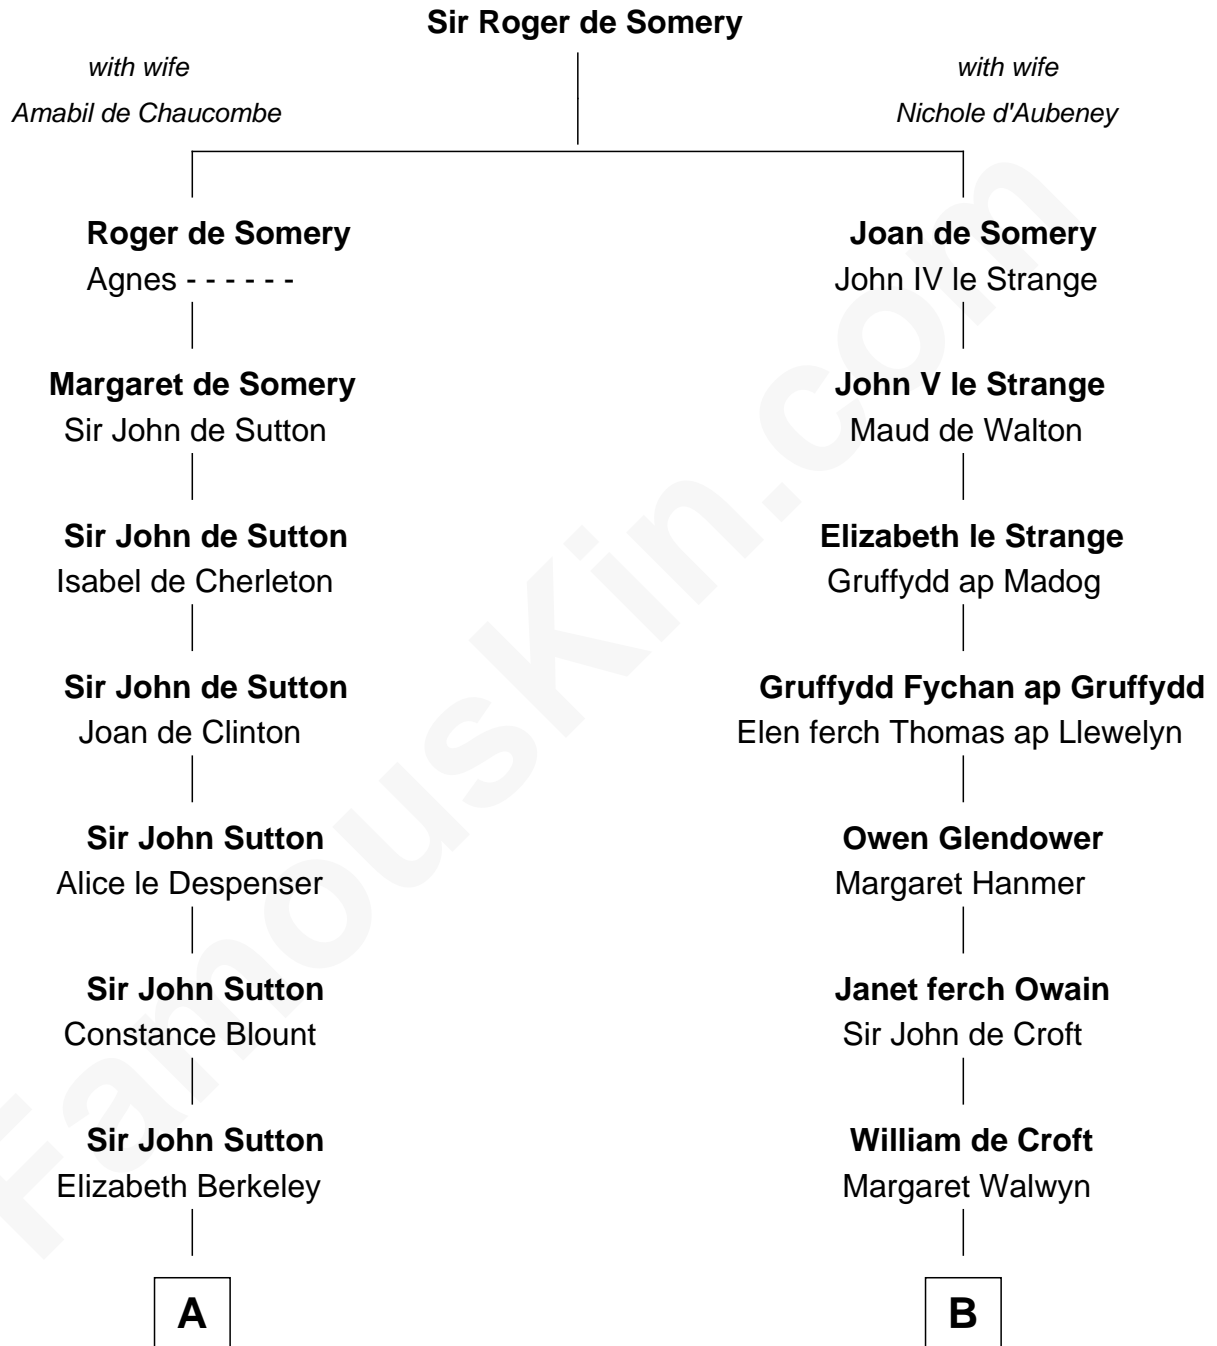 Sir Roger de Somery
with wife
Amabil de Chaucombe
with wife
Nichole d'Aubeney
Roger de Somery
Agnes - - - - - -
Joan de Somery
John IV le Strange
Margaret de Somery
Sir John de Sutton
John V le Strange
Maud de Walton
Sir John de Sutton
Isabel de Cherleton
Elizabeth le Strange
Gruffydd ap Madog
Sir John de Sutton
Joan de Clinton
Gruffydd Fychan ap Gruffydd
Elen ferch Thomas ap Llewelyn
Sir John Sutton
Alice le Despenser
Owen Glendower
Margaret Hanmer
Sir John Sutton
Constance Blount
Janet ferch Owain
Sir John de Croft
Sir John Sutton
Elizabeth Berkeley
William de Croft
Margaret Walwyn
A
B
FamousKin.com